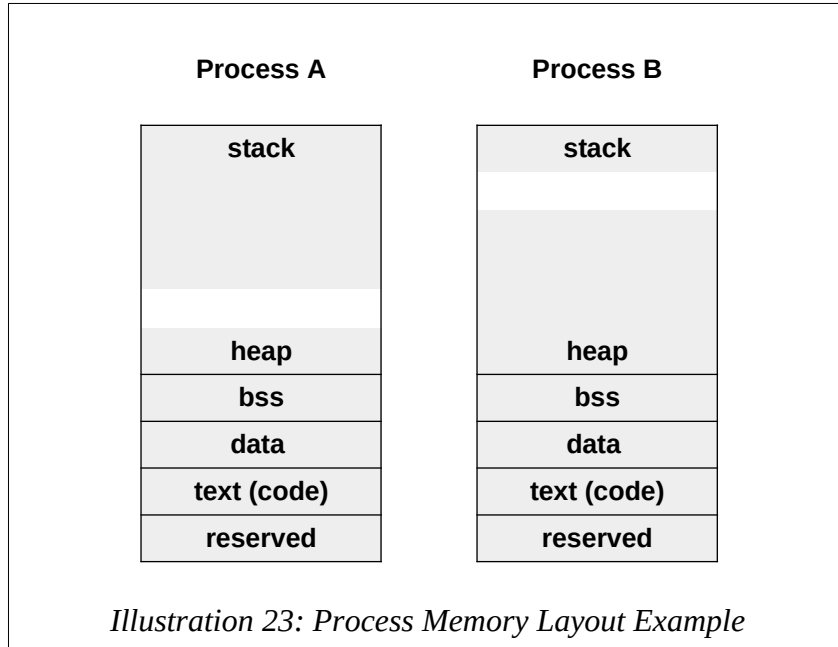 Process A
Process B
stack
stack
heap
heap
bss
bss
data
data
text (code)
text (code)
reserved
reserved
Illustration 23: Process Memory Layout Example